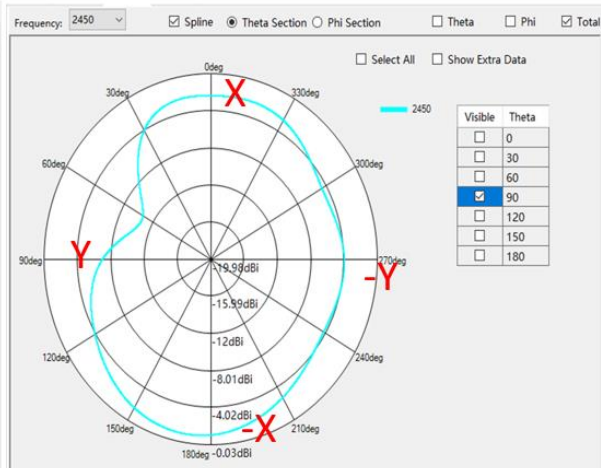 Frequency: 2450 Spline Theta Section Phi Section Theta Phi Total
Select All Show Extra Data
0deg
30deg X 330deg
2450
Visible Theta
0
30
60
90
120
150
180
60deg 300deg
90deg Y -19.98dBi 270deg -Y
-15.99dBi
-12dBi
120deg 240deg
-8.01dBi
-4.02dBi
150deg -X 210deg
180deg -0.03dBi